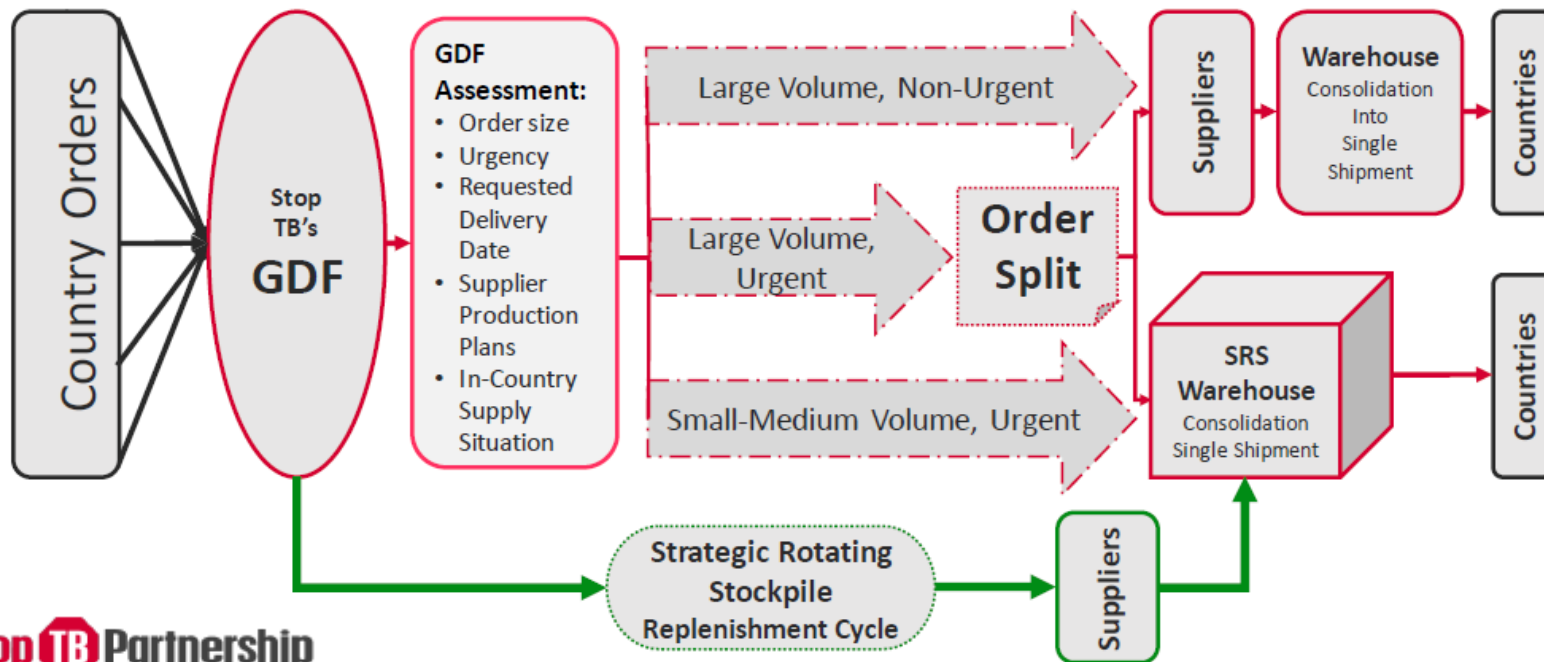 Country Orders
Stop
TB's
GDF
GDF
Assessment:
• Order size
• Urgency
• Requested
Delivery
Date
• Supplier
Production
Plans
• In-Country
Supply
Situation
Large Volume, Non-Urgent
Large Volume,
Urgent
Order
Split
Small-Medium Volume, Urgent
Suppliers
Warehouse
Consolidation
Into
Single
Shipment
Countries
SRS
Warehouse
Consolidation
Single Shipment
Countries
Strategic Rotating
Stockpile
Replenishment Cycle
Suppliers
op TB Partnership